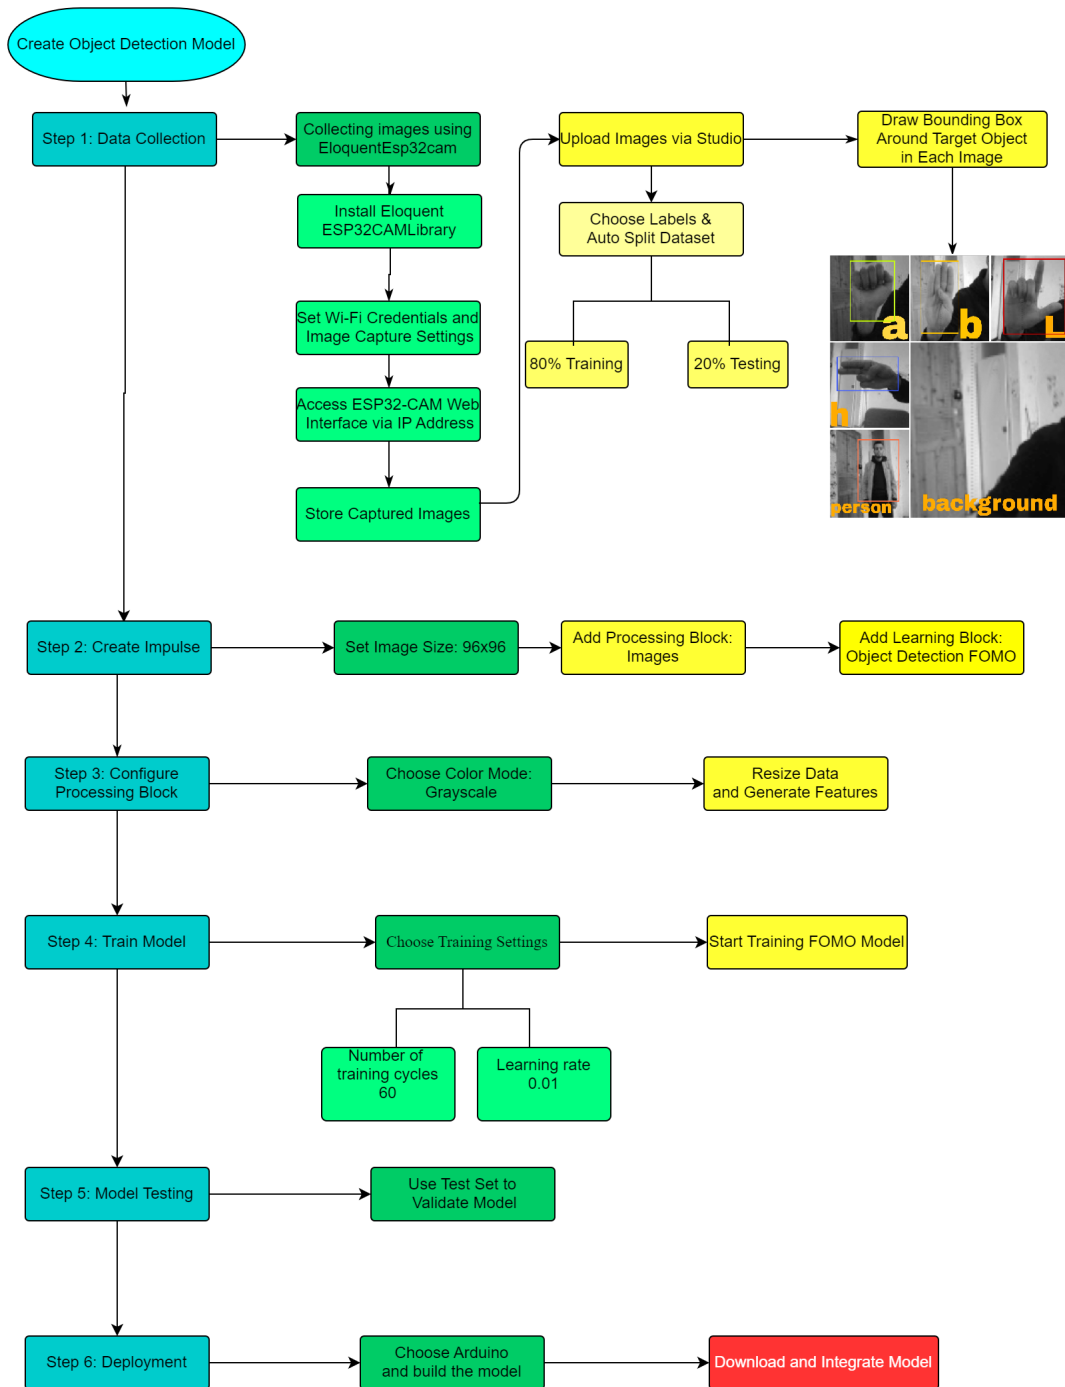 Create Object Detection Model
Step 1: Data Collection
Collecting images using
EloquentEsp32cam
Install Eloquent
ESP32CAMLibrary
Set Wi-Fi Credentials and
Image Capture Settings
Access ESP32-CAM Web
Interface via IP Address
Store Captured Images
Upload Images via Studio
Choose Labels &
Auto Split Dataset
80% Training
20% Testing
Draw Bounding Box
Around Target Object
in Each Image
a
b
L
h
person
background
Step 2: Create Impulse
Set Image Size: 96x96
Add Processing Block:
Images
Add Learning Block:
Object Detection FOMO
Step 3: Configure
Processing Block
Choose Color Mode:
Grayscale
Resize Data
and Generate Features
Step 4: Train Model
Choose Training Settings
Start Training FOMO Model
Number of
training cycles
60
Learning rate
0.01
Step 5: Model Testing
Use Test Set to
Validate Model
Step 6: Deployment
Choose Arduino
and build the model
Download and Integrate Model